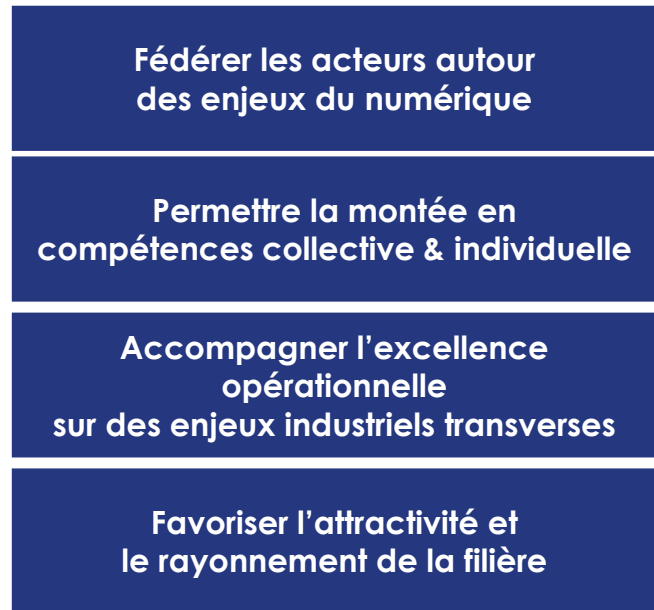 Fédérer les acteurs autour
des enjeux du numérique
Permettre la montée en
compétences collective & individuelle
Accompagner l’excellence
opérationnelle
sur des enjeux industriels transverses
Favoriser l’attractivité et
le rayonnement de la filière